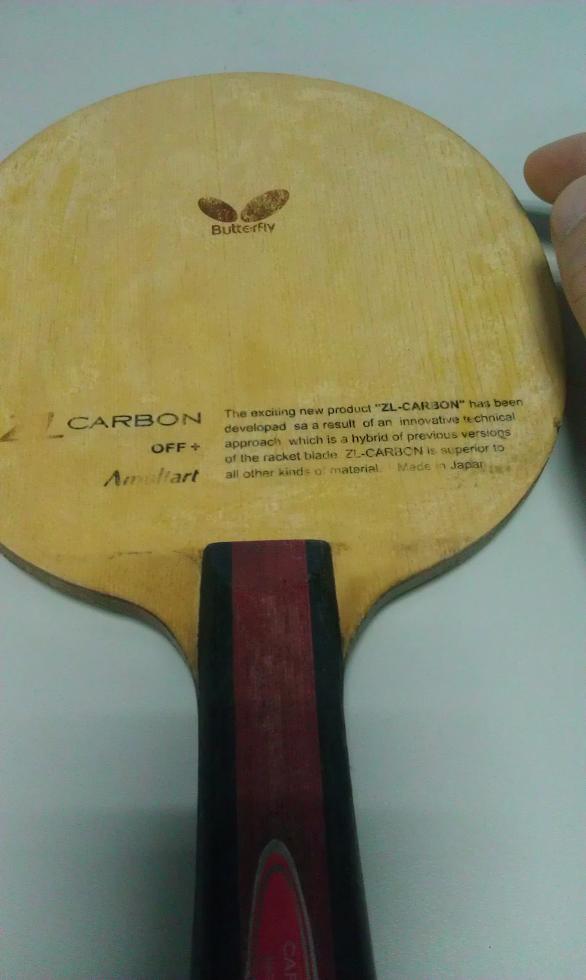 Butterfly
ZL CARBON
OFF+
The exciting new product "ZL-CARBON" has been
developed sa a result of an innovative technical
approach which is a hybrid of previous versions
of the racket blade. ZL-CARBON is superior to
all other kinds of material. Made in Japan